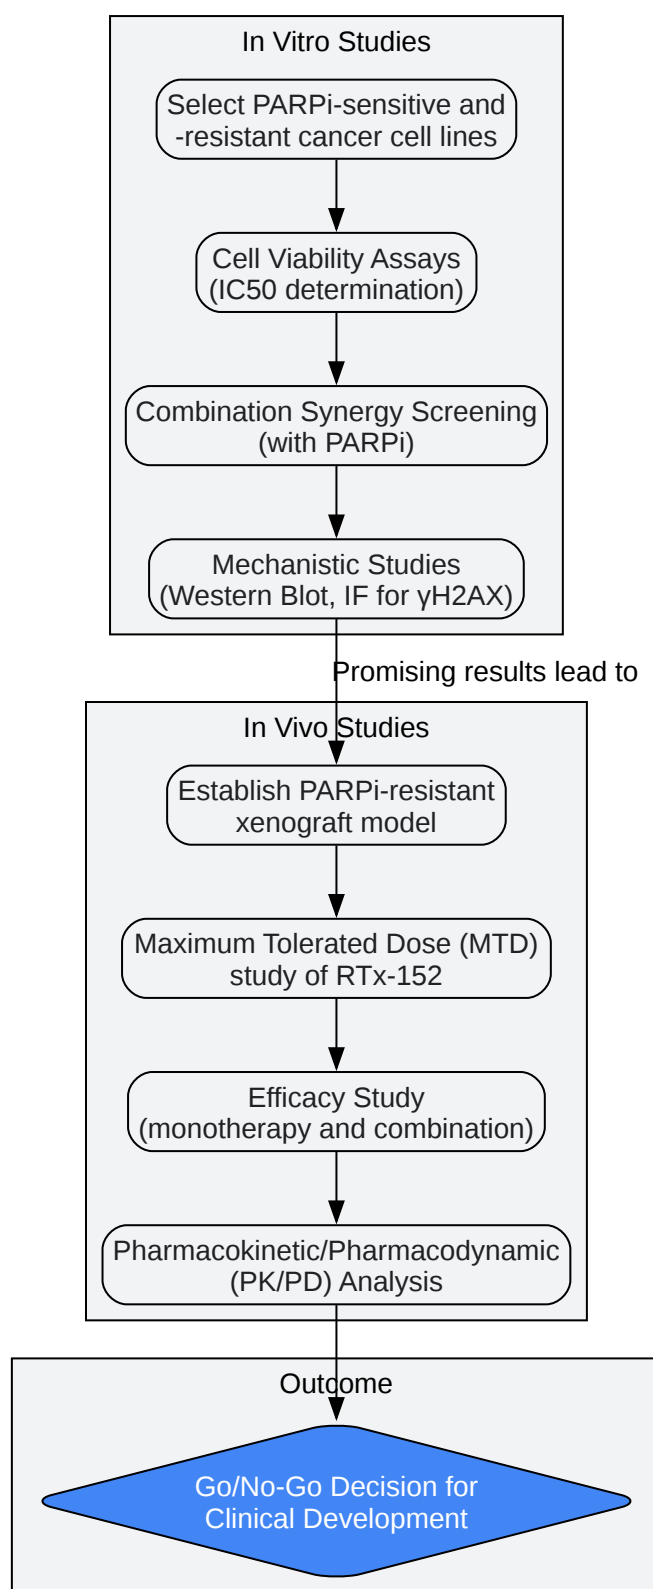 In Vitro Studies
Select PARPi-sensitive and
-resistant cancer cell lines
Cell Viability Assays
(IC50 determination)
Combination Synergy Screening
(with PARPi)
Mechanistic Studies
(Western Blot, IF for γH2AX)
Promising results lead to
In Vivo Studies
Establish PARPi-resistant
xenograft model
Maximum Tolerated Dose (MTD)
study of RTx-152
Efficacy Study
(monotherapy and combination)
Pharmacokinetic/Pharmacodynamic
(PK/PD) Analysis
Outcome
Go/No-Go Decision for
Clinical Development